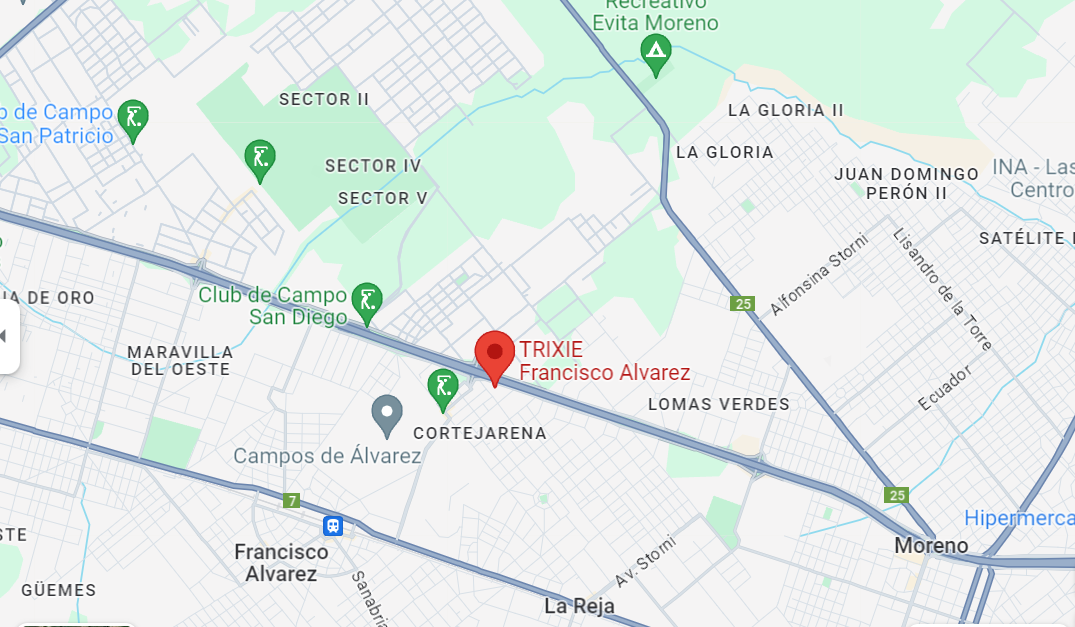 Recreativo
Evita Moreno
SECTOR II
de Campo
San Patricio
LA GLORIA II
LA GLORIA
SECTOR IV
SECTOR V
JUAN DOMINGO
PERÓN II
INA - Las
Centro
SATÉLITE
Alfonsina Storni
Lisandro de la Torre
DE ORO
Club de Campo
San Diego
25
MARAVILLA
DEL OESTE
TRIXIE
Francisco Alvarez
Ecuador
LOMAS VERDES
CORTEJARENA
Campos de Álvarez
7
25
Moreno
Francisco
Alvarez
Av. Storni
Sanabria
GÜEMES
La Reja